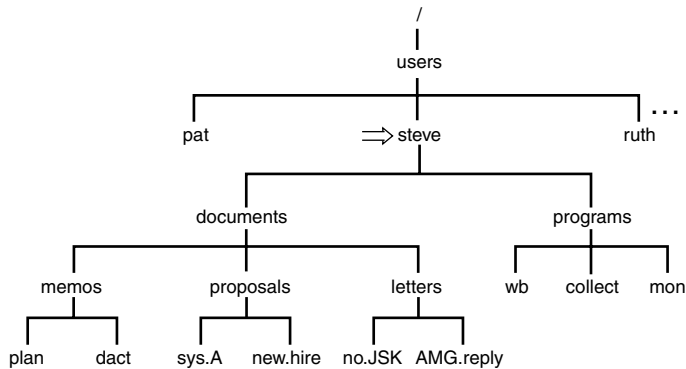 /
users
pat steve ruth ...
documents programs
memos proposals letters wb collect mon
plan dact sys.A new.hire no.JSK AMG.reply